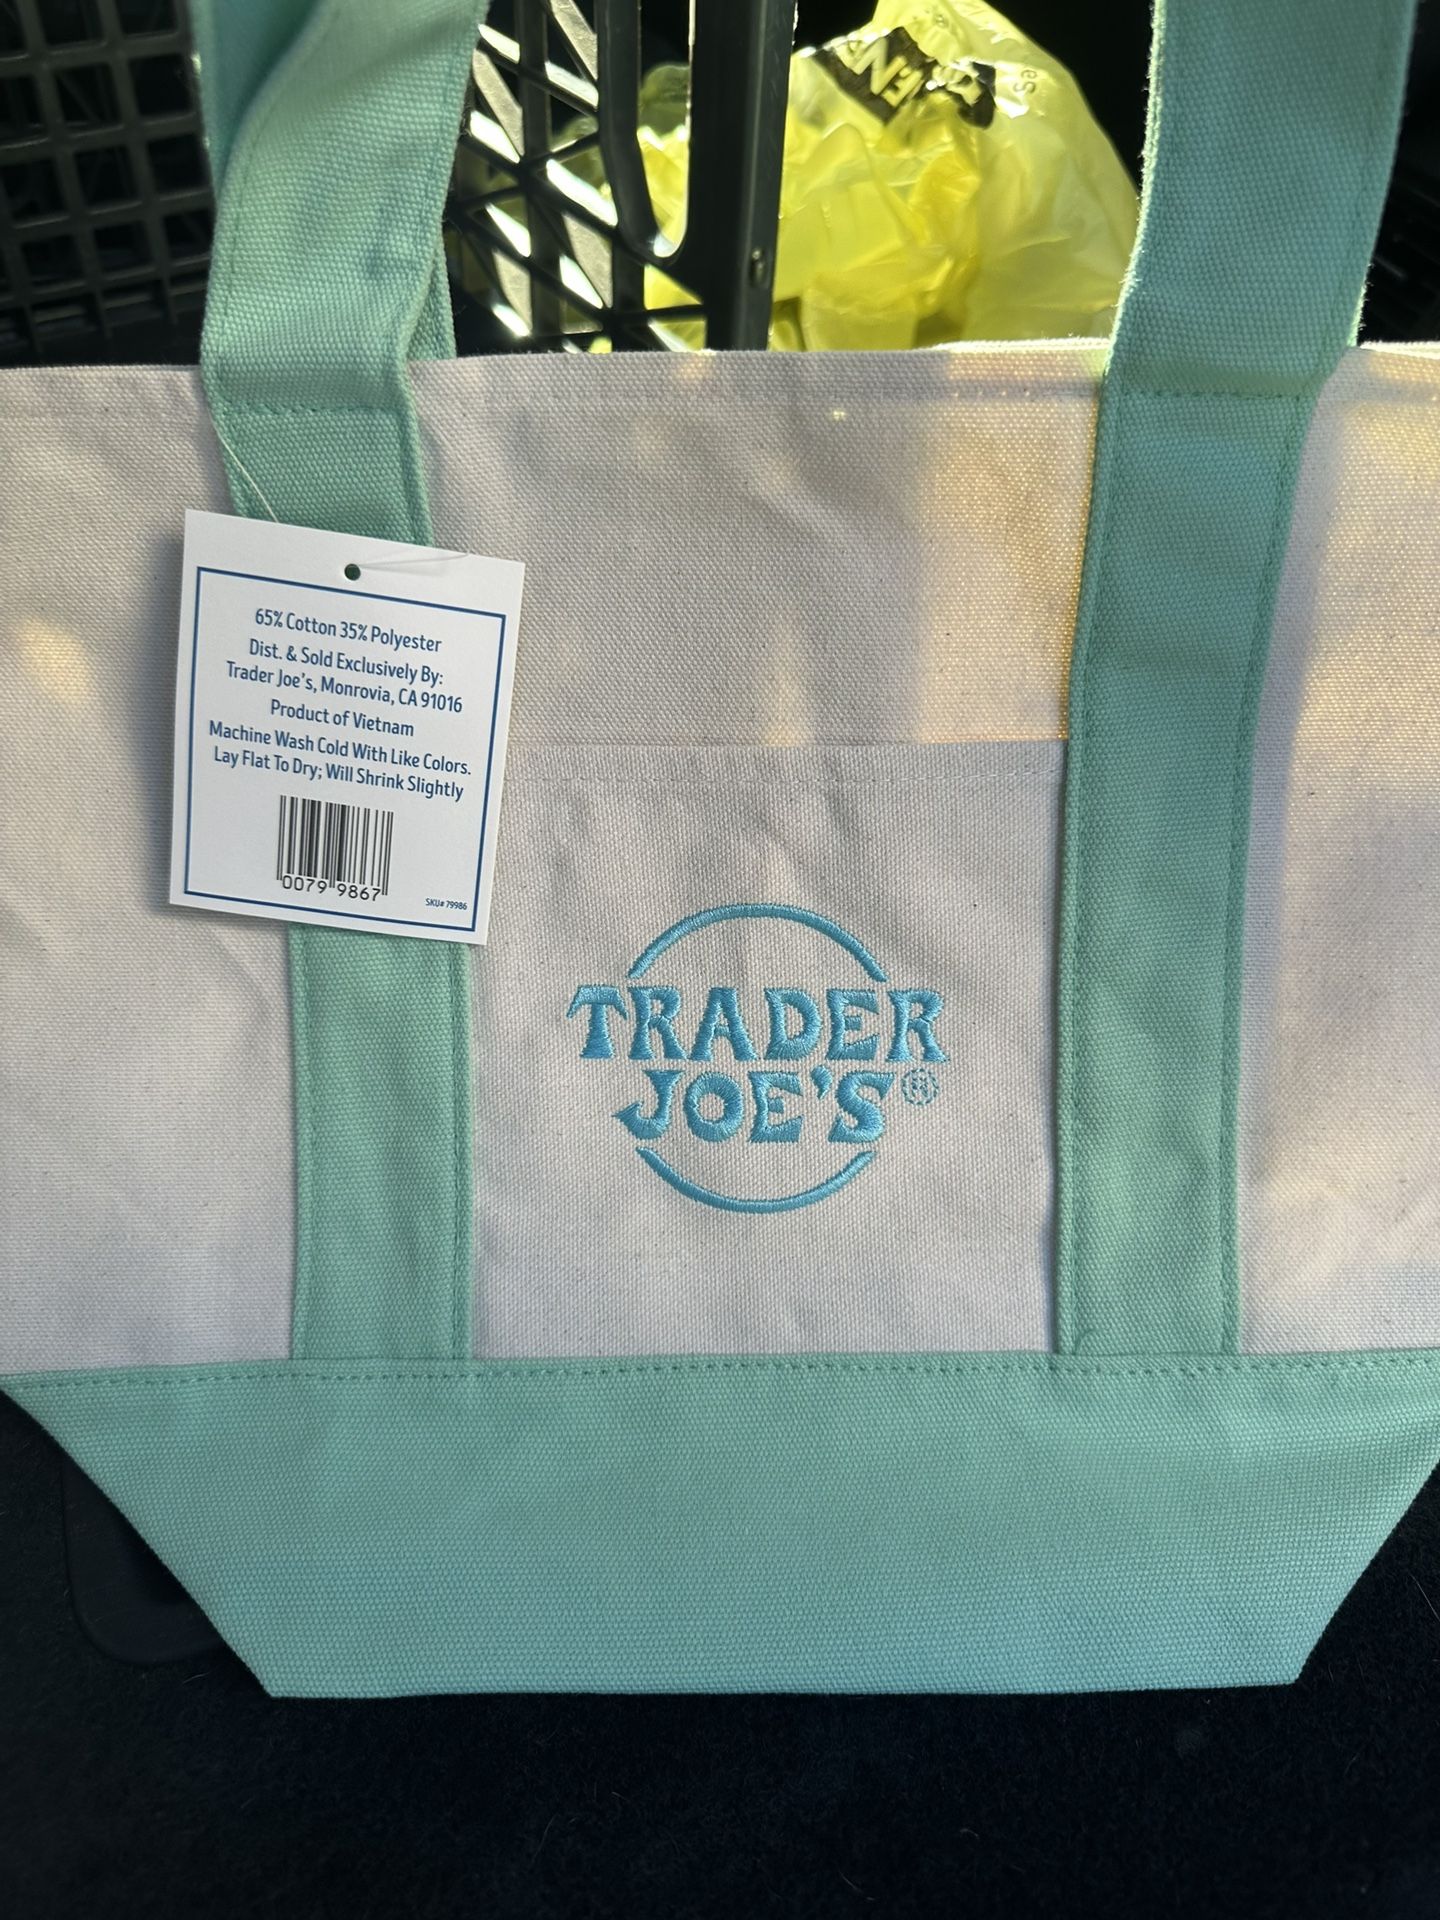 65% Cotton 35% Polyester
Dist. & Sold Exclusively By:
Trader Joe's, Monrovia, CA 91016
Product of Vietnam
Machine Wash Cold With Like Colors.
Lay Flat To Dry; Will Shrink Slightly
0079 9867
SKU# 79986
TRADER
JOE'S®